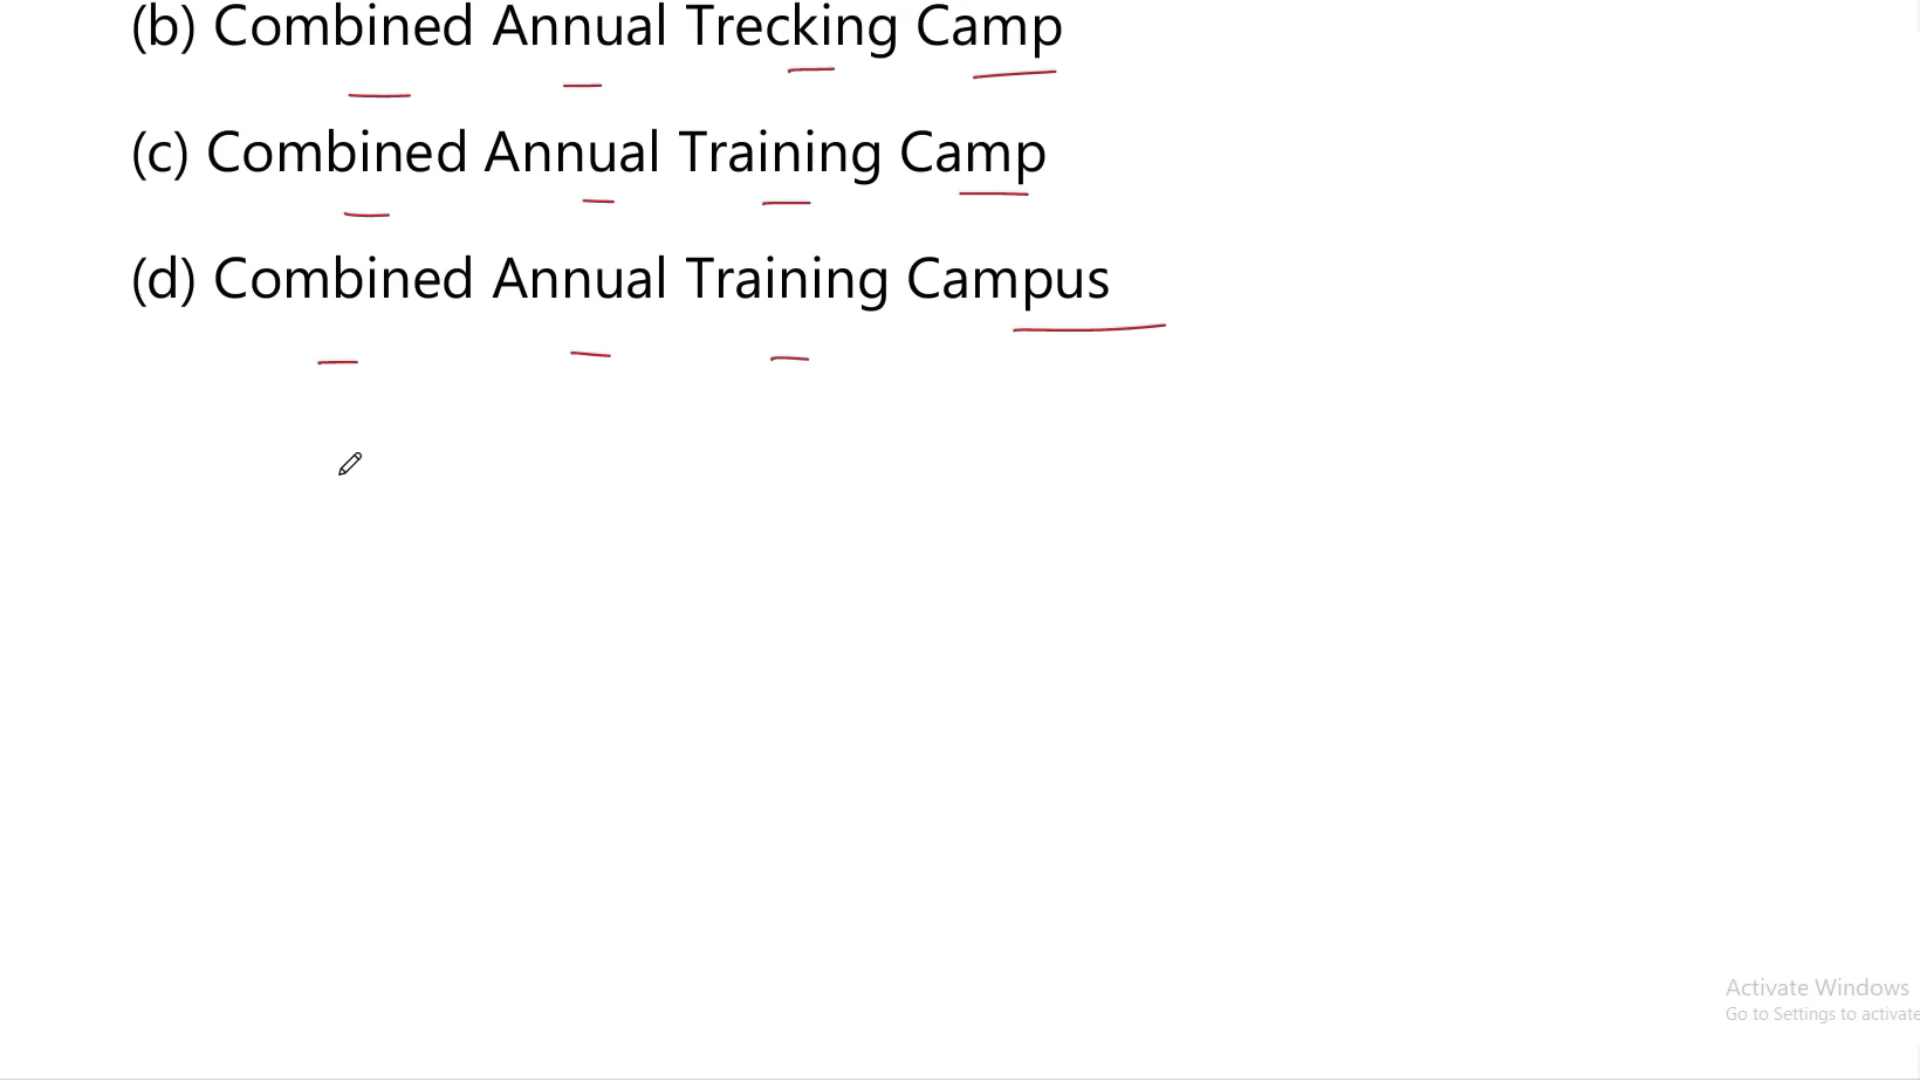 (b) Combined Annual Trecking Camp
(c) Combined Annual Training Camp
(d) Combined Annual Training Campus
Activate Windows
Go to Settings to activate